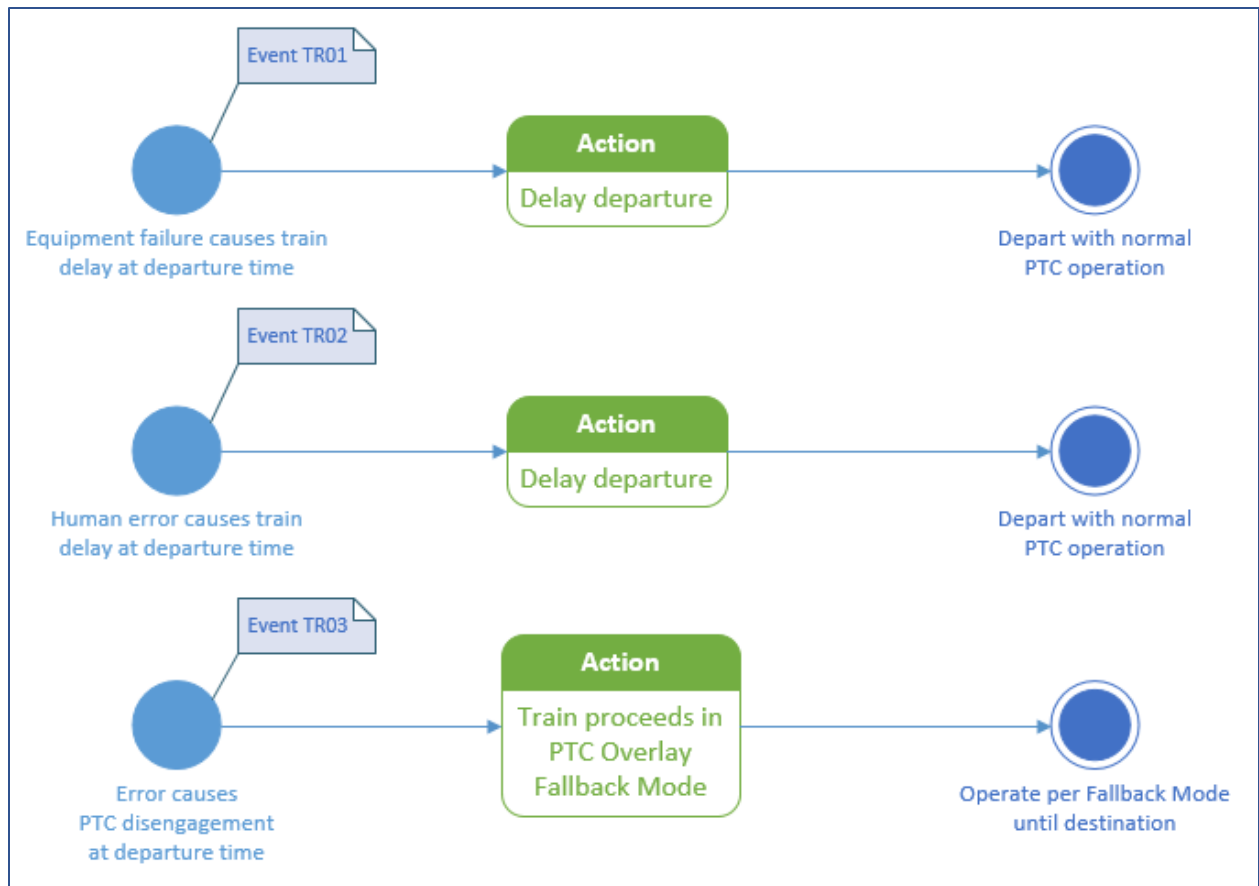 Event TR01
Action
Delay departure
Equipment failure causes train
delay at departure time
Depart with normal
PTC operation
Event TR02
Action
Delay departure
Human error causes train
delay at departure time
Depart with normal
PTC operation
Event TR03
Action
Train proceeds in
PTC Overlay
Fallback Mode
Error causes
PTC disengagement
at departure time
Operate per Fallback Mode
until destination